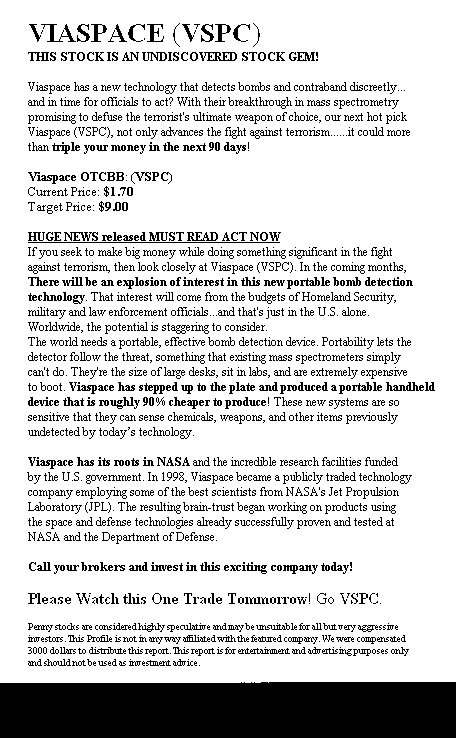 VIASPACE (VSPC)
THIS STOCK IS AN UNDISCOVERED STOCK GEM!
Viaspace has a new technology that detects bombs and contraband discreetly...
and in time for officials to act? With their breakthrough in mass spectrometry
promising to defuse the terrorist's ultimate weapon of choice, our next hot pick
Viaspace (VSPC), not only advances the fight against terrorism......it could more
than triple your money in the next 90 days!
Viaspace OTCBB: (VSPC)
Current Price: $1.70
Target Price: $9.00
HUGE NEWS released MUST READ ACT NOW
If you seek to make big money while doing something significant in the fight
against terrorism, then look closely at Viaspace (VSPC). In the coming months,
There will be an explosion of interest in this new portable bomb detection
technology. That interest will come from the budgets of Homeland Security,
military and law enforcement officials...and that's just in the U.S. alone.
Worldwide, the potential is staggering to consider.
The world needs a portable, effective bomb detection device. Portability lets the
detector follow the threat, something that existing mass spectrometers simply
can't do. They're the size of large desks, sit in labs, and are extremely expensive
to boot. Viaspace has stepped up to the plate and produced a portable handheld
device that is roughly 90% cheaper to produce! These new systems are so
sensitive that they can sense chemicals, weapons, and other items previously
undetected by today's technology.
Viaspace has its roots in NASA and the incredible research facilities funded
by the U.S. government. In 1998, Viaspace became a publicly traded technology
company employing some of the best scientists from NASA's Jet Propulsion
Laboratory (JPL). The resulting brain-trust began working on products using
the space and defense technologies already successfully proven and tested at
NASA and the Department of Defense.
Call your brokers and invest in this exciting company today!
Please Watch this One Trade Tommorrow! Go VSPC.
Penny stocks are considered highly speculative and may be unsuitable for all but very aggressive
investors. This Profile is not in any way affiliated with the featured company. We were compensated
3000 dollars to distribute this report. This report is for entertainment and advertising purposes only
and should not be used as investment advice.